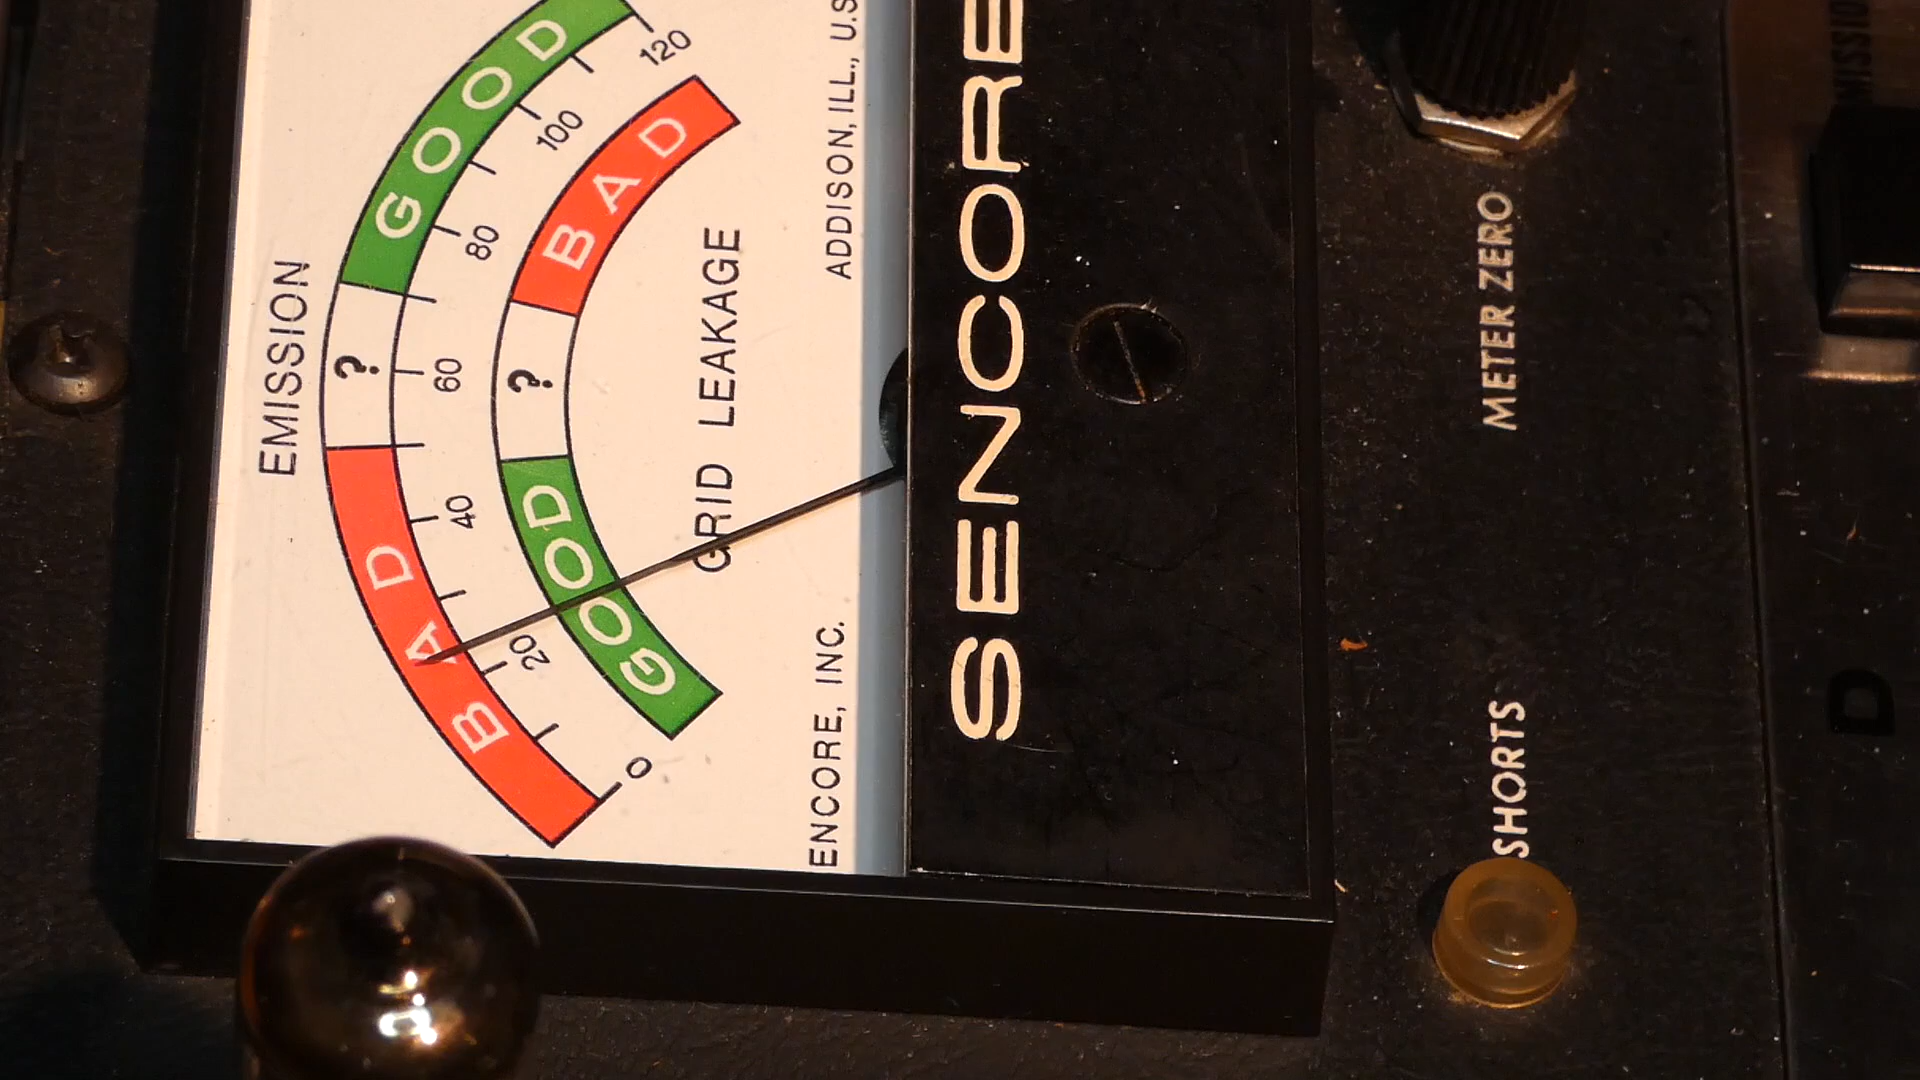 EMISSION
BAD ? GOOD
0 20 40 60 80 100 120
GOOD ? BAD
GRID LEAKAGE
ENCORE, INC. ADDISON, ILL., U.S
SENCORE
SHORTS METER ZERO
MISSION
D